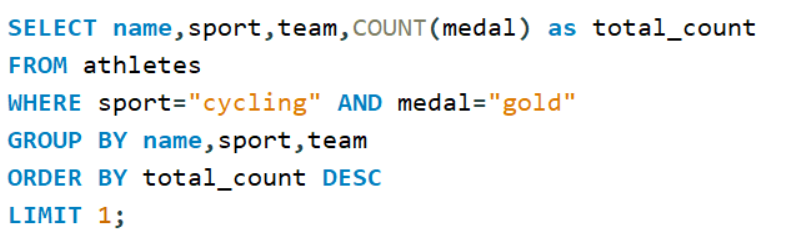 SELECT name,sport,team,COUNT(medal) as total_count
FROM athletes
WHERE sport="cycling" AND medal="gold"
GROUP BY name,sport,team
ORDER BY total_count DESC
LIMIT 1;